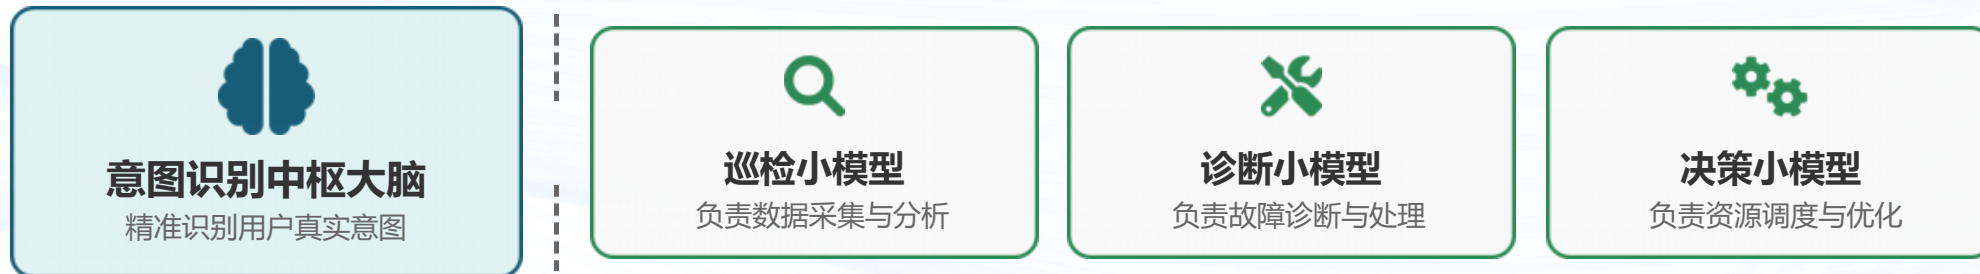 意图识别中枢大脑
精准识别用户真实意图
巡检小模型
负责数据采集与分析
诊断小模型
负责故障诊断与处理
决策小模型
负责资源调度与优化